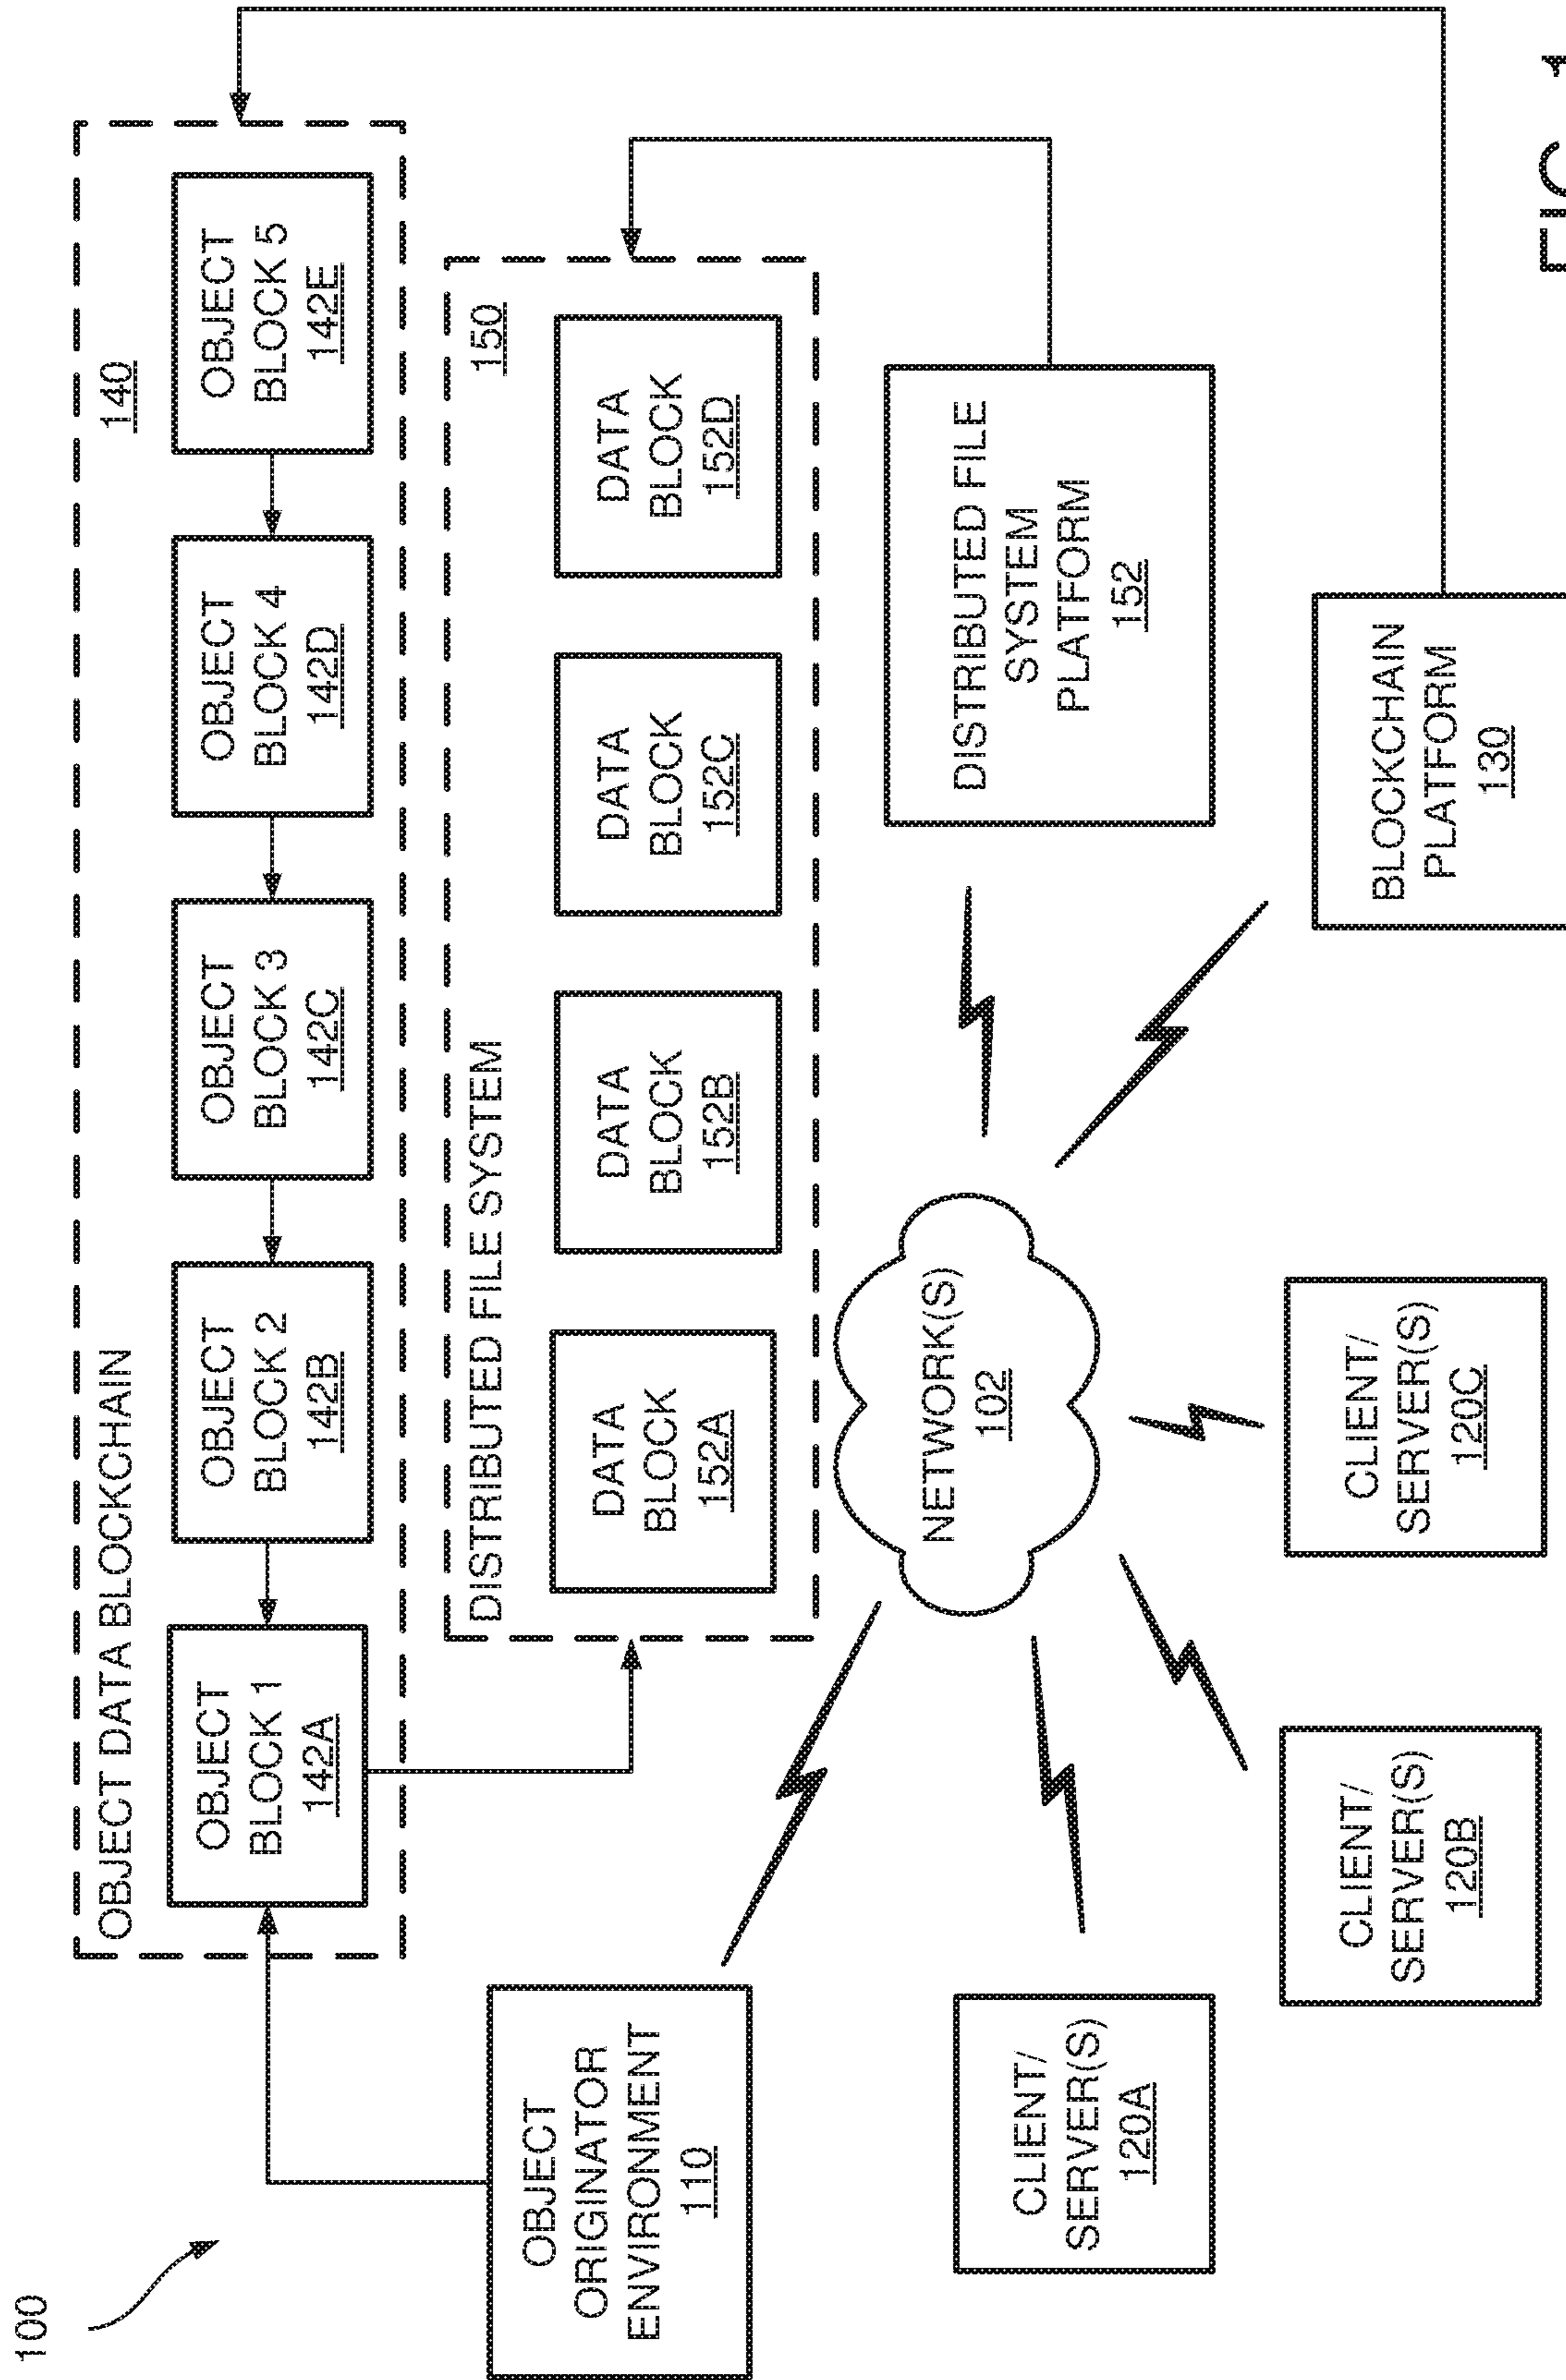 100
OBJECT DATA BLOCKCHAIN
140
OBJECT
BLOCK 1
142A
OBJECT
BLOCK 2
142B
OBJECT
BLOCK 3
142C
OBJECT
BLOCK 4
142D
OBJECT
BLOCK 5
142E
DISTRIBUTED FILE SYSTEM
150
DATA
BLOCK
152A
DATA
BLOCK
152B
DATA
BLOCK
152C
DATA
BLOCK
152D
OBJECT
ORIGINATOR
ENVIRONMENT
110
NETWORK(S)
102
DISTRIBUTED FILE
SYSTEM
PLATFORM
152
CLIENT/
SERVER(S)
120A
CLIENT/
SERVER(S)
120B
CLIENT/
SERVER(S)
120C
BLOCKCHAIN
PLATFORM
130